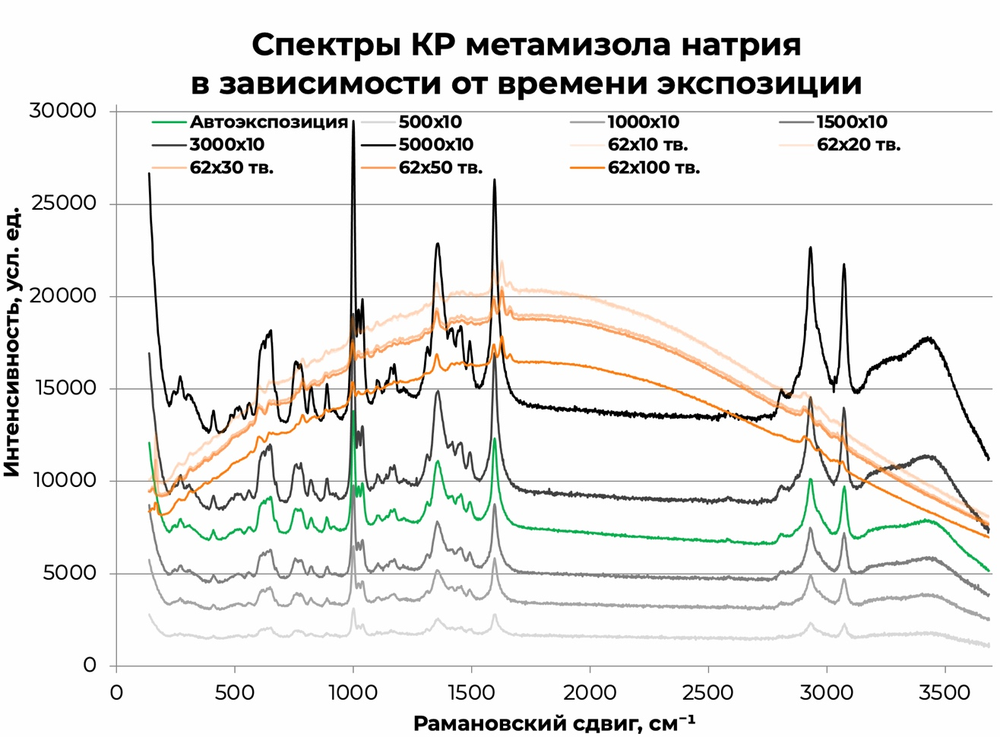 Спектры КР метамизола натрия
в зависимости от времени экспозиции
Интенсивность, усл. ед.
30000
25000
20000
15000
10000
5000
0
Автоэкспозиция 500x10 1000x10 1500x10
3000x10 5000x10 62x10 тв. 62x20 тв.
62x30 тв. 62x50 тв. 62x100 тв.
0 500 1000 1500 2000 2500 3000 3500
Рамановский сдвиг, см⁻¹